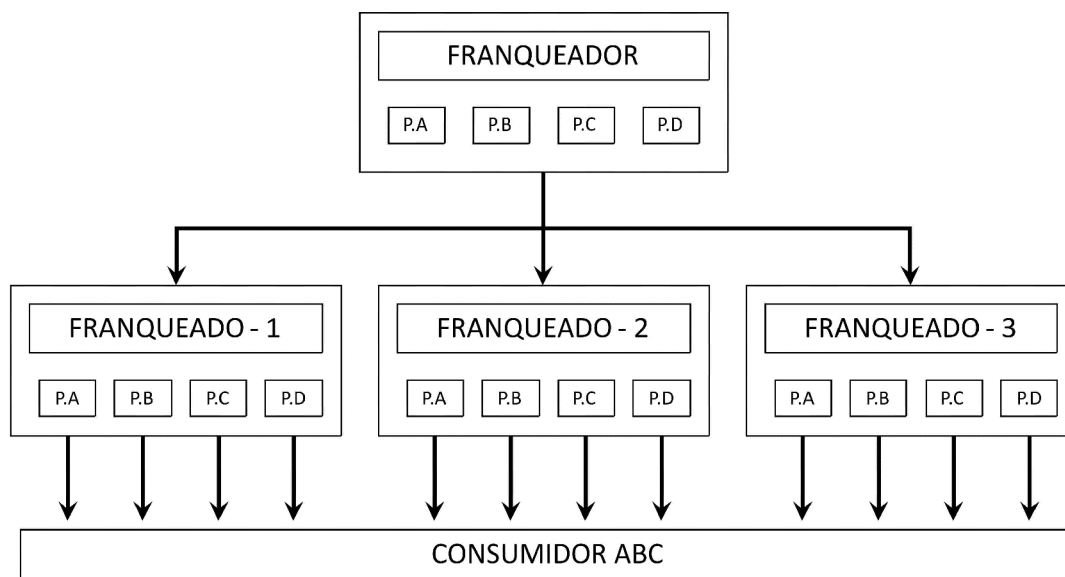 FRANQUEADOR
P.A P.B P.C P.D
FRANQUEADO - 1 FRANQUEADO - 2 FRANQUEADO - 3
P.A P.B P.C P.D P.A P.B P.C P.D P.A P.B P.C P.D
CONSUMIDOR ABC